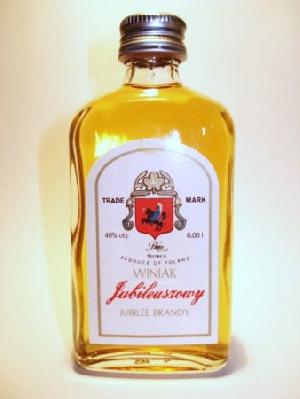 TRADE MARK
40% obj. 0,05 l
PRODUCE OF POLAND
WINIAK
Jubileuszowy
JUBILEE BRANDY